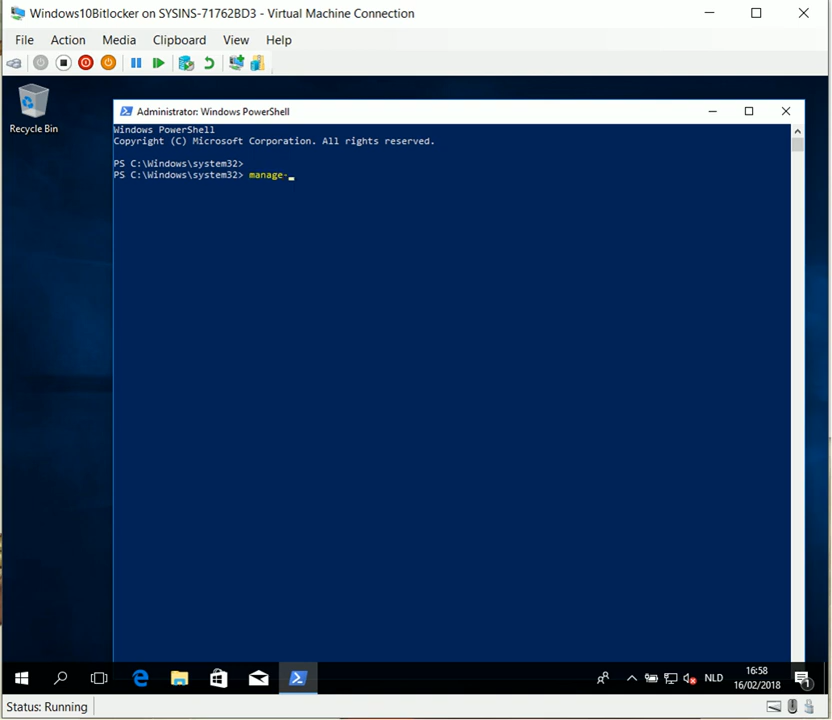 Windows10Bitlocker on SYSINS-71762BD3 - Virtual Machine Connection
File Action Media Clipboard View Help
Recycle Bin
Administrator: Windows PowerShell
Windows PowerShell
Copyright (C) Microsoft Corporation. All rights reserved.
PS C:\Windows\system32>
PS C:\Windows\system32> manage-_
NLD
16:58
16/02/2018
1
Status: Running